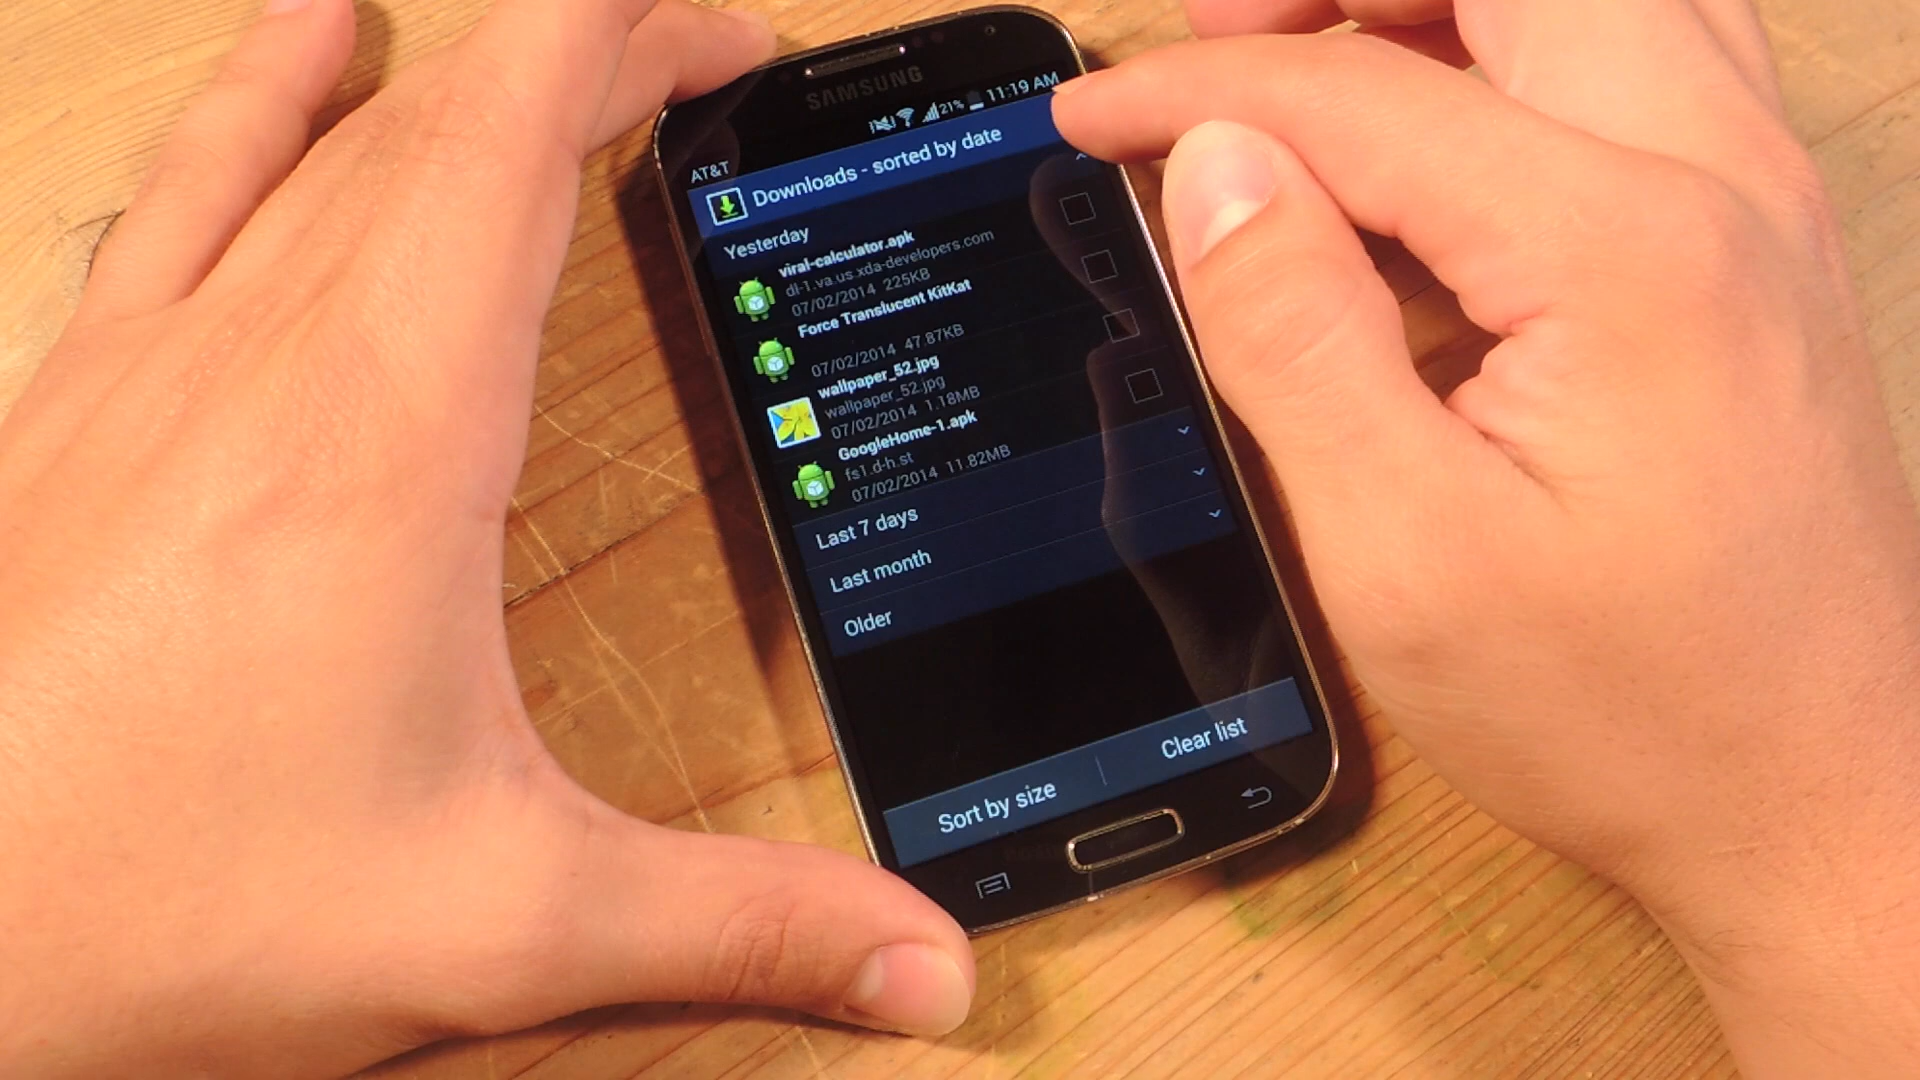 SAMSUNG
AT&T 21% 11:19 AM
Downloads - sorted by date
Yesterday
viral-calculator.apk
dl-1.va.us.xda-developers.com
07/02/2014 225KB
Force Translucent KitKat
07/02/2014 47.87KB
wallpaper_52.jpg
wallpaper_52.jpg
07/02/2014 1.18MB
GoogleHome-1.apk
fs1.d-h.st
07/02/2014 11.82MB
Last 7 days
Last month
Older
Sort by size
Clear list